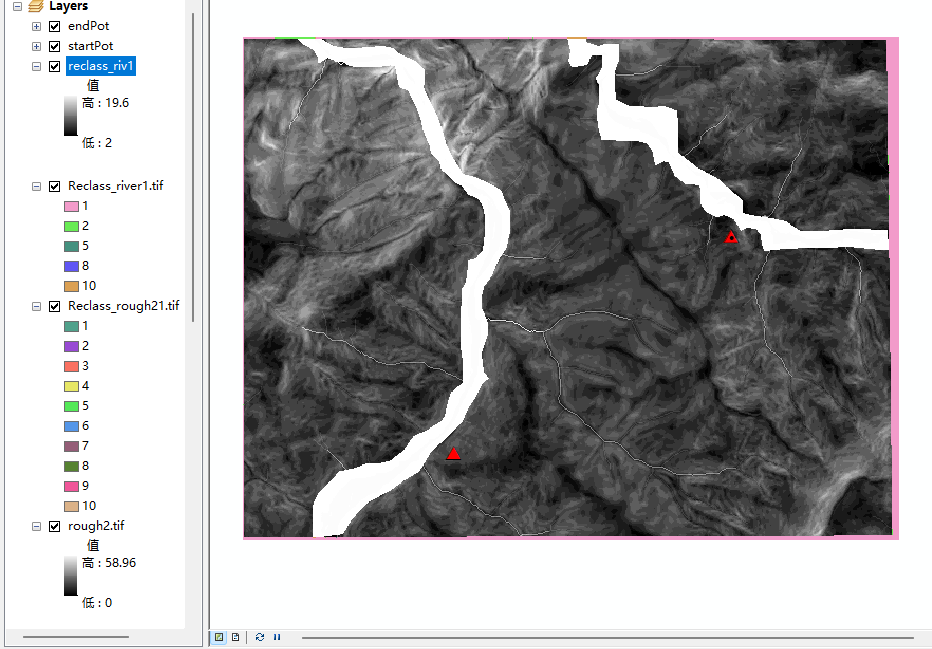 Layers
endPot
startPot
reclass_riv1
值
高 : 19.6
低 : 2
Reclass_river1.tif
1
2
5
8
10
Reclass_rough21.tif
1
2
3
4
5
6
7
8
9
10
rough2.tif
值
高 : 58.96
低 : 0